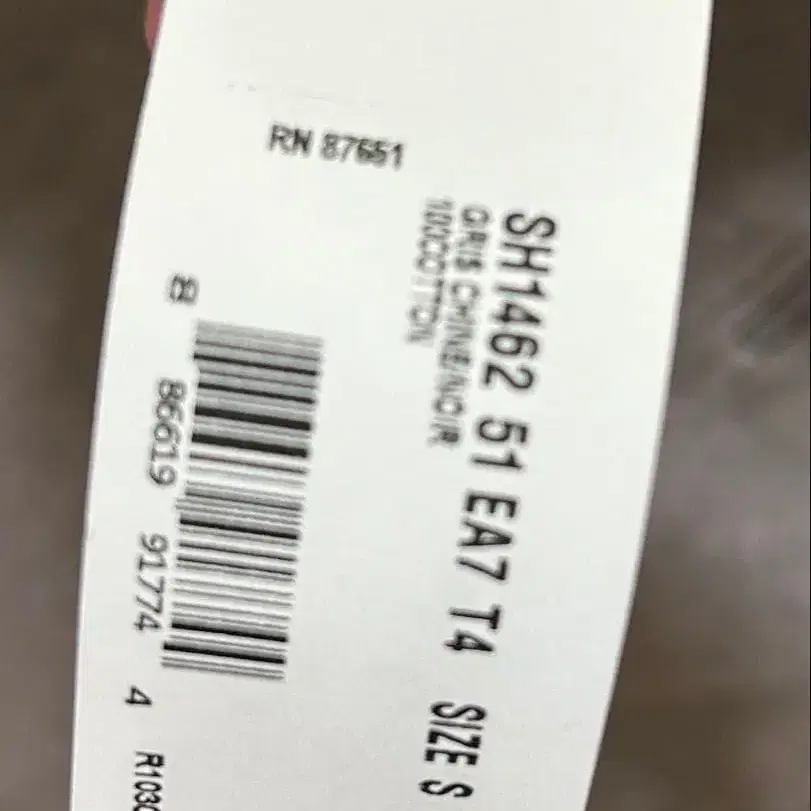 RN 87651
SH1462 51 EA7 T4 SIZE S
GRIS CHINE/NOIR
100COTTON
8 86619 91774 4